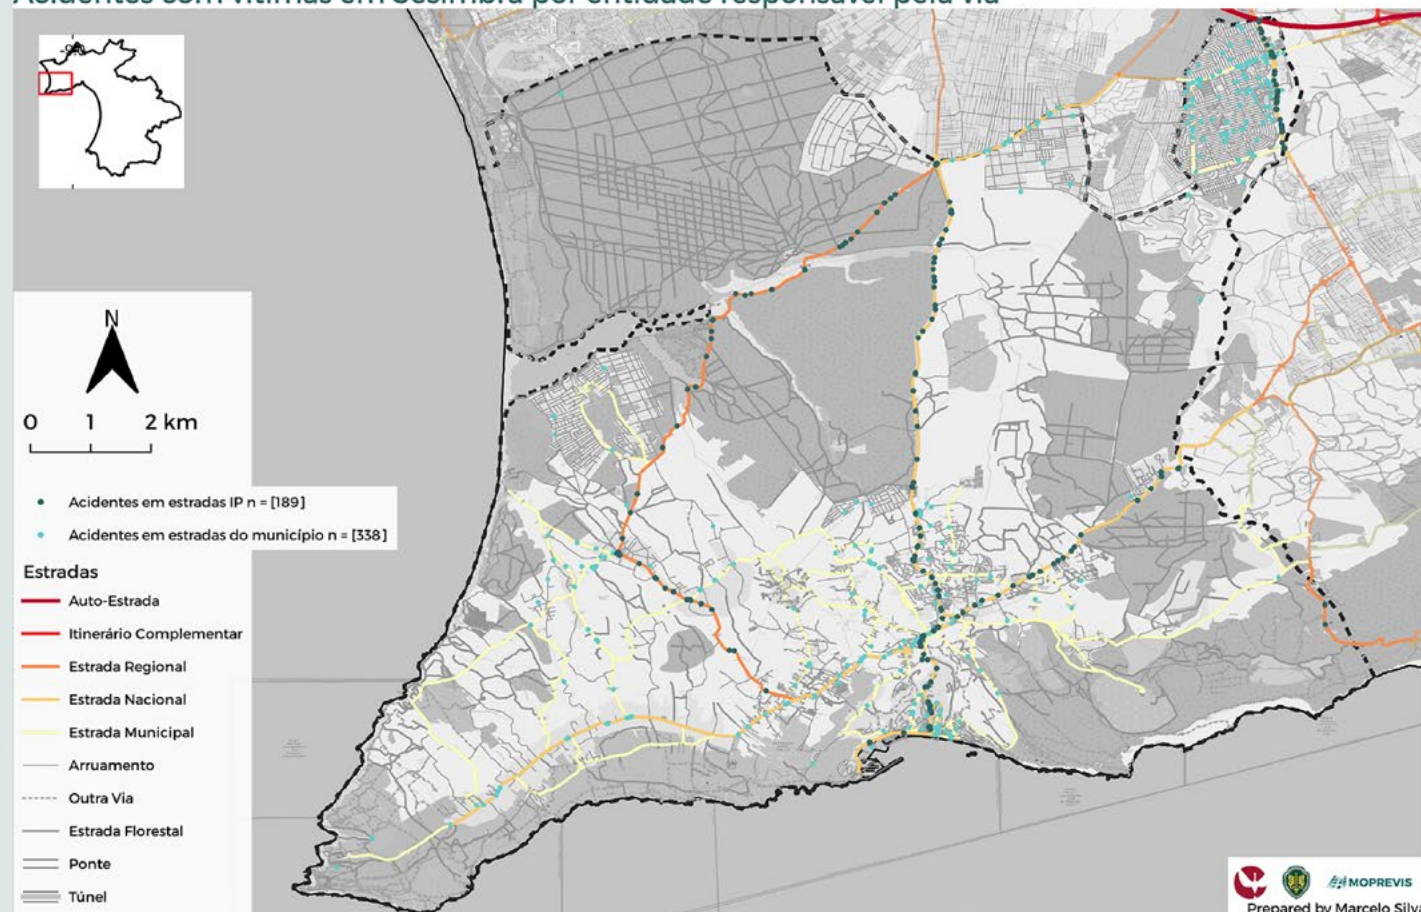 Acidentes com vítimas em Sesimbra por entidade responsável pela via
N
0 1 2 km
Acidentes em estradas IP n = [189]
Acidentes em estradas do município n = [338]
Estradas
Auto-Estrada
Itinerário Complementar
Estrada Regional
Estrada Nacional
Estrada Municipal
Arruamento
Outra Via
Estrada Florestal
Ponte
Túnel
MOPREVIS
Prepared by Marcelo Silva